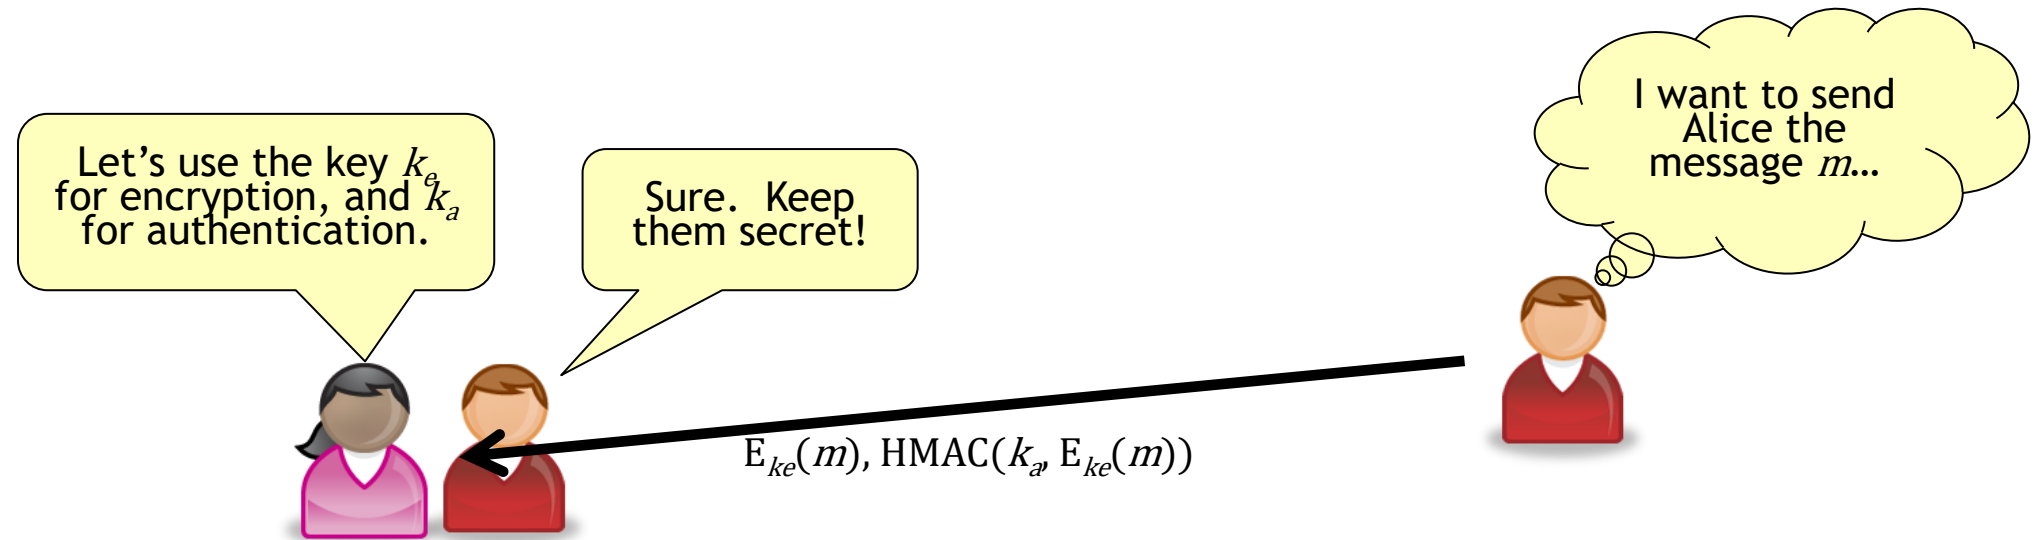 Let’s use the key kₑ
for encryption, and kₐ
for authentication.
Sure.  Keep
them secret!
I want to send
Alice the
message m…
Eₖₑ(m), HMAC(kₐ, Eₖₑ(m))